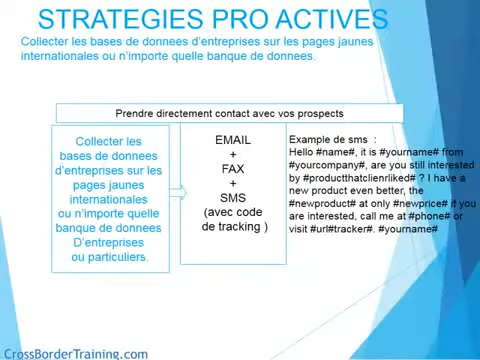 STRATEGIES PRO ACTIVES
Collecter les bases de donnees d'entreprises sur les pages jaunes
internationales ou n'importe quelle banque de donnees.
Prendre directement contact avec vos prospects
Collecter les
bases de donnees
d'entreprises sur les
pages jaunes
internationales
ou n'importe quelle
banque de donnees
D'entreprises
ou particuliers.
EMAIL
+
FAX
+
SMS
(avec code
de tracking )
Exemple de sms :
Hello #name#, it is #yourname# from
#yourcompany#, are you still interested
by #productthatclienrliked# ? I have a
new product even better, the
#newproduct# at only #newprice# if you
are interested, call me at #phone# or
visit #url#tracker#. #yourname#
CrossBorderTraining.com